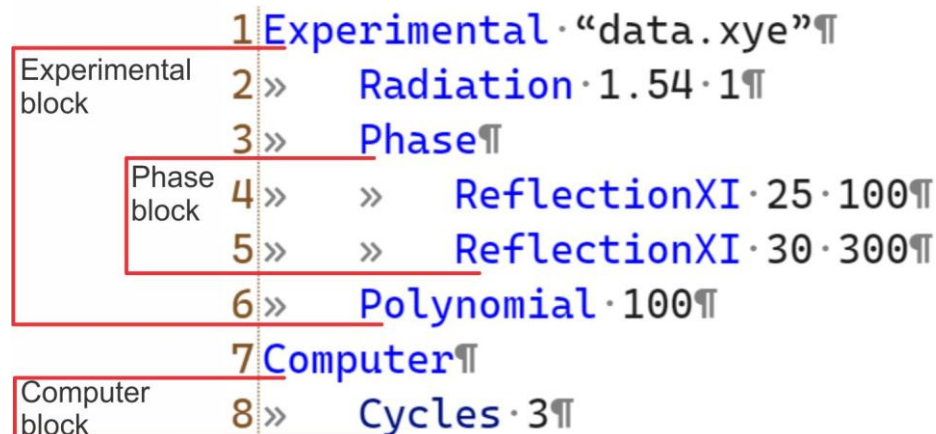 1 Experimental·“data.xye”¶
Experimental
block
2 » Radiation·1.54·1¶
3 » Phase¶
Phase
block
4 » » ReflectionXI·25·100¶
5 » » ReflectionXI·30·300¶
6 » Polynomial·100¶
7 Computer¶
Computer
block
8 » Cycles·3¶